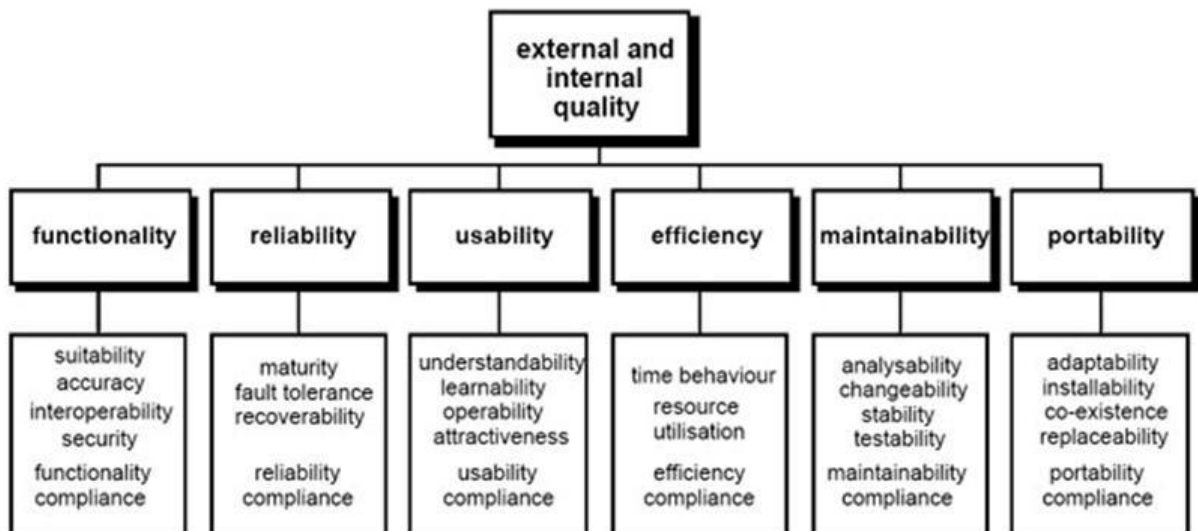 external and
internal
quality
functionality
reliability
usability
efficiency
maintainability
portability
suitability
accuracy
interoperability
security
functionality
compliance
maturity
fault tolerance
recoverability
reliability
compliance
understandability
learnability
operability
attractiveness
usability
compliance
time behaviour
resource
utilisation
efficiency
compliance
analysability
changeability
stability
testability
maintainability
compliance
adaptability
installability
co-existence
replaceability
portability
compliance